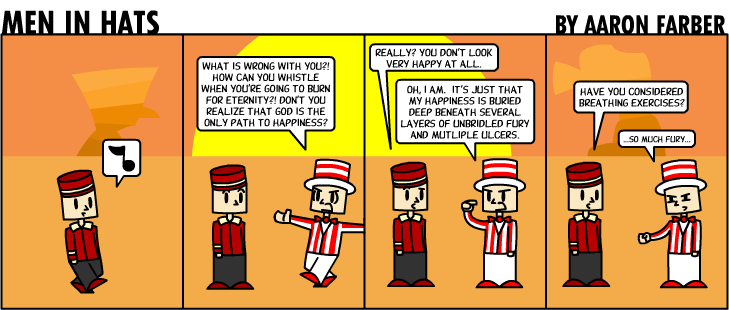 MEN IN HATS
BY AARON FARBER
WHAT IS WRONG WITH YOU?!
HOW CAN YOU WHISTLE
WHEN YOU'RE GOING TO BURN
FOR ETERNITY?! DON'T YOU
REALIZE THAT GOD IS THE
ONLY PATH TO HAPPINESS?
REALLY? YOU DON'T LOOK
VERY HAPPY AT ALL.
OH, I AM. IT'S JUST THAT
MY HAPPINESS IS BURIED
DEEP BENEATH SEVERAL
LAYERS OF UNBRIDLED FURY
AND MUTLIPLE ULCERS.
HAVE YOU CONSIDERED
BREATHING EXERCISES?
...SO MUCH FURY...